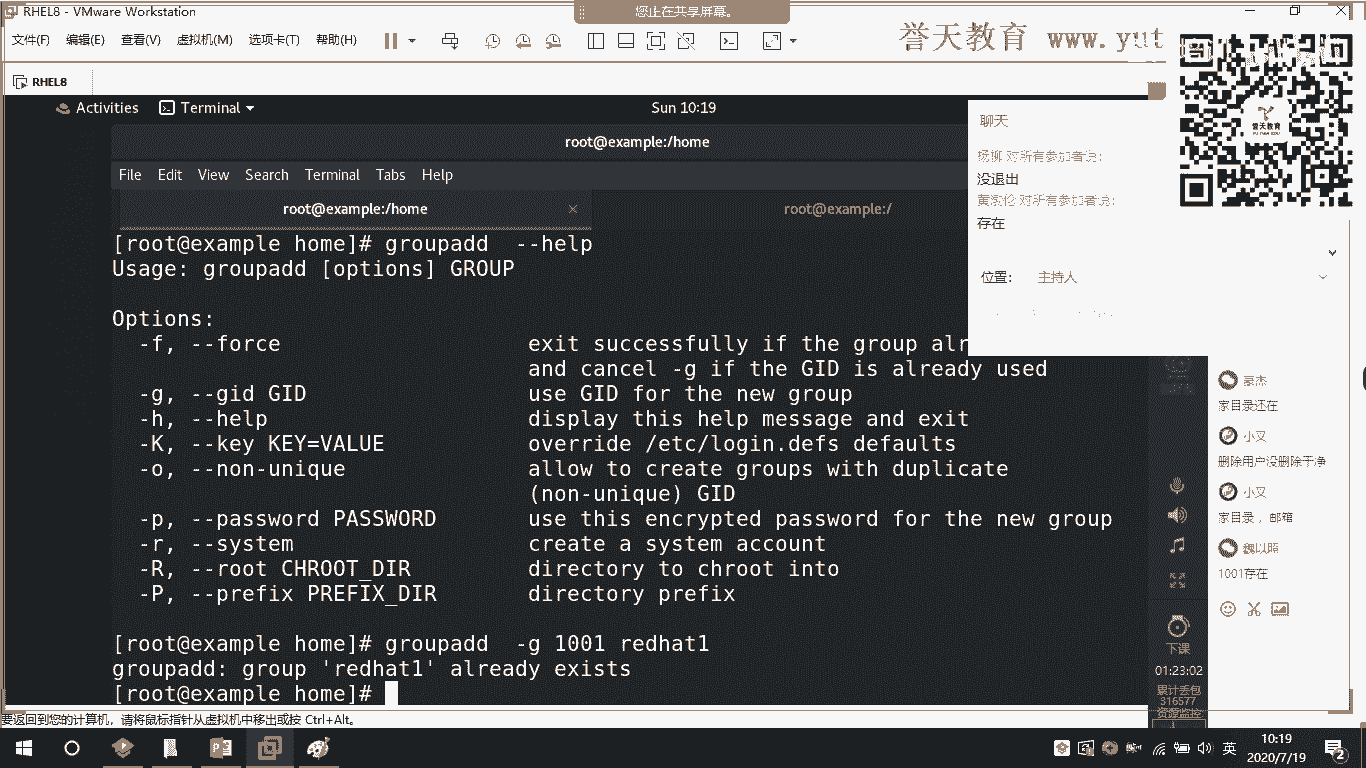 RHEL8 - VMware Workstation
您正在共享屏幕。
文件(F) 编辑(E) 查看(V) 虚拟机(M) 选项卡(T) 帮助(H)
誉天教育 www.yut
RHEL8
誉天教育
Activities
Terminal
Sun 10:19
root@example:/home
File Edit View Search Terminal Tabs Help
root@example:/home
root@example:/
[root@example home]# groupadd  --help
Usage: groupadd [options] GROUP
Options:
-f, --force exit successfully if the group
and cancel -g if the GID is already used
-g, --gid GID use GID for the new group
-h, --help display this help message and exit
-K, --key KEY=VALUE override /etc/login.defs defaults
-o, --non-unique allow to create groups with duplicate
(non-unique) GID
-p, --password PASSWORD use this encrypted password for the new group
-r, --system create a system account
-R, --root CHROOT_DIR directory to chroot into
-P, --prefix PREFIX_DIR directory prefix
[root@example home]# groupadd  -g 1001 redhat1
groupadd: group 'redhat1' already exists
[root@example home]#
聊天
杨柳 对所有参加者说:
没退出
对所有参加者说:
存在
位置: 主持人
豪杰
家目录还在
小叉
删除用户没删除干净
小叉
家目录，邮箱
魏以照
1001存在
下课
01:23:02
累计丢包
316577
资源监控
要返回到您的计算机，请将鼠标指针从虚拟机中移出或按 Ctrl+Alt。
英
10:19
2020/7/19
2